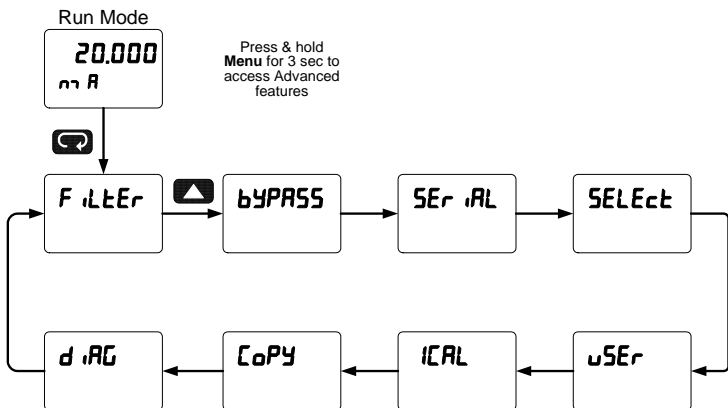 Run Mode
20.000
mA
Press & hold
Menu for 3 sec to
access Advanced
features
FiLtEr
bYPASS
SEriAL
SELEct
diAG
CoPY
ICAL
uSEr